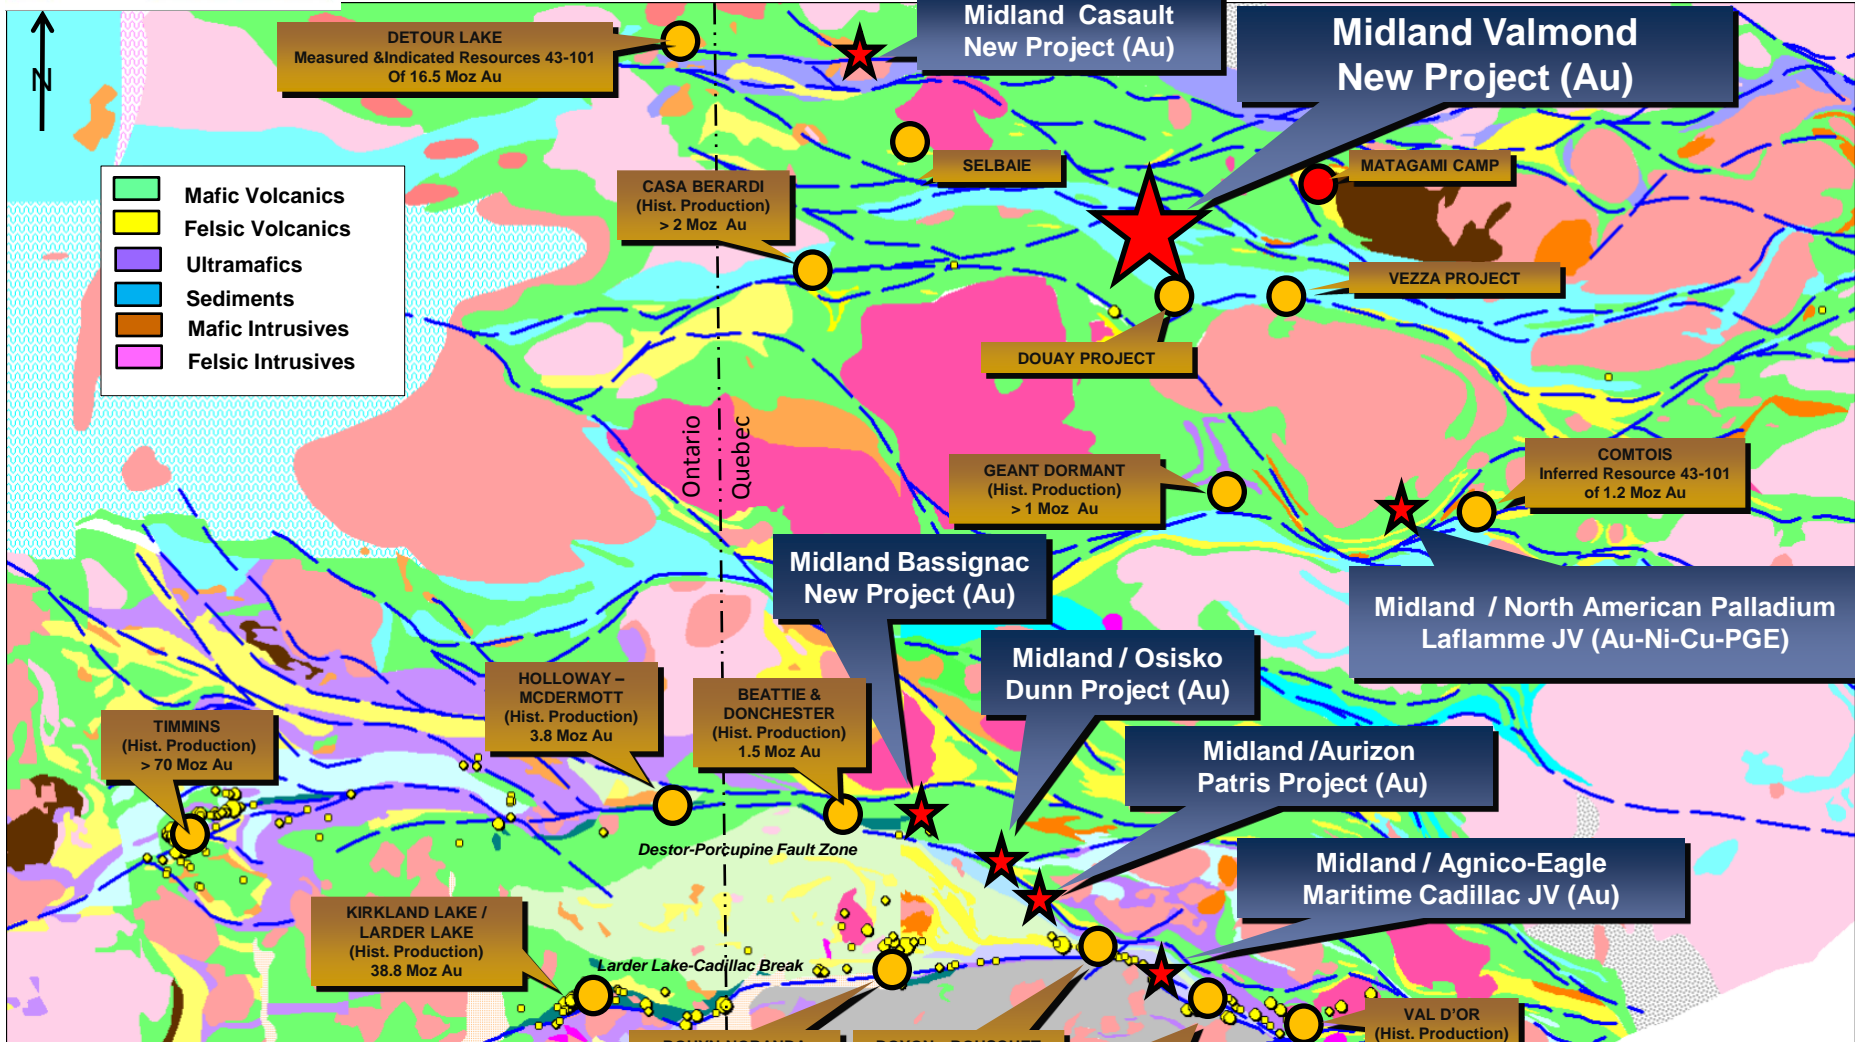 Midland Casault
New Project (Au)
Midland Valmond
New Project (Au)
DETOUR LAKE
Measured &Indicated Resources 43-101
Of 16.5 Moz Au
N
SELBAIE
MATAGAMI CAMP
CASA BERARDI
(Hist. Production)
> 2 Moz Au
Mafic Volcanics
Felsic Volcanics
Ultramafics
Sediments
Mafic Intrusives
Felsic Intrusives
VEZZA PROJECT
DOUAY PROJECT
Ontario
Quebec
GEANT DORMANT
(Hist. Production)
> 1 Moz Au
COMTOIS
Inferred Resource 43-101
of 1.2 Moz Au
Midland Bassignac
New Project (Au)
Midland / North American Palladium
Laflamme JV (Au-Ni-Cu-PGE)
Midland / Osisko
Dunn Project (Au)
HOLLOWAY –
MCDERMOTT
(Hist. Production)
3.8 Moz Au
BEATTIE &
DONCHESTER
(Hist. Production)
1.5 Moz Au
TIMMINS
(Hist. Production)
> 70 Moz Au
Midland /Aurizon
Patris Project (Au)
Destor-Porcupine Fault Zone
Midland / Agnico-Eagle
Maritime Cadillac JV (Au)
KIRKLAND LAKE /
LARDER LAKE
(Hist. Production)
38.8 Moz Au
Larder Lake-Cadillac Break
VAL D'OR
(Hist. Production)